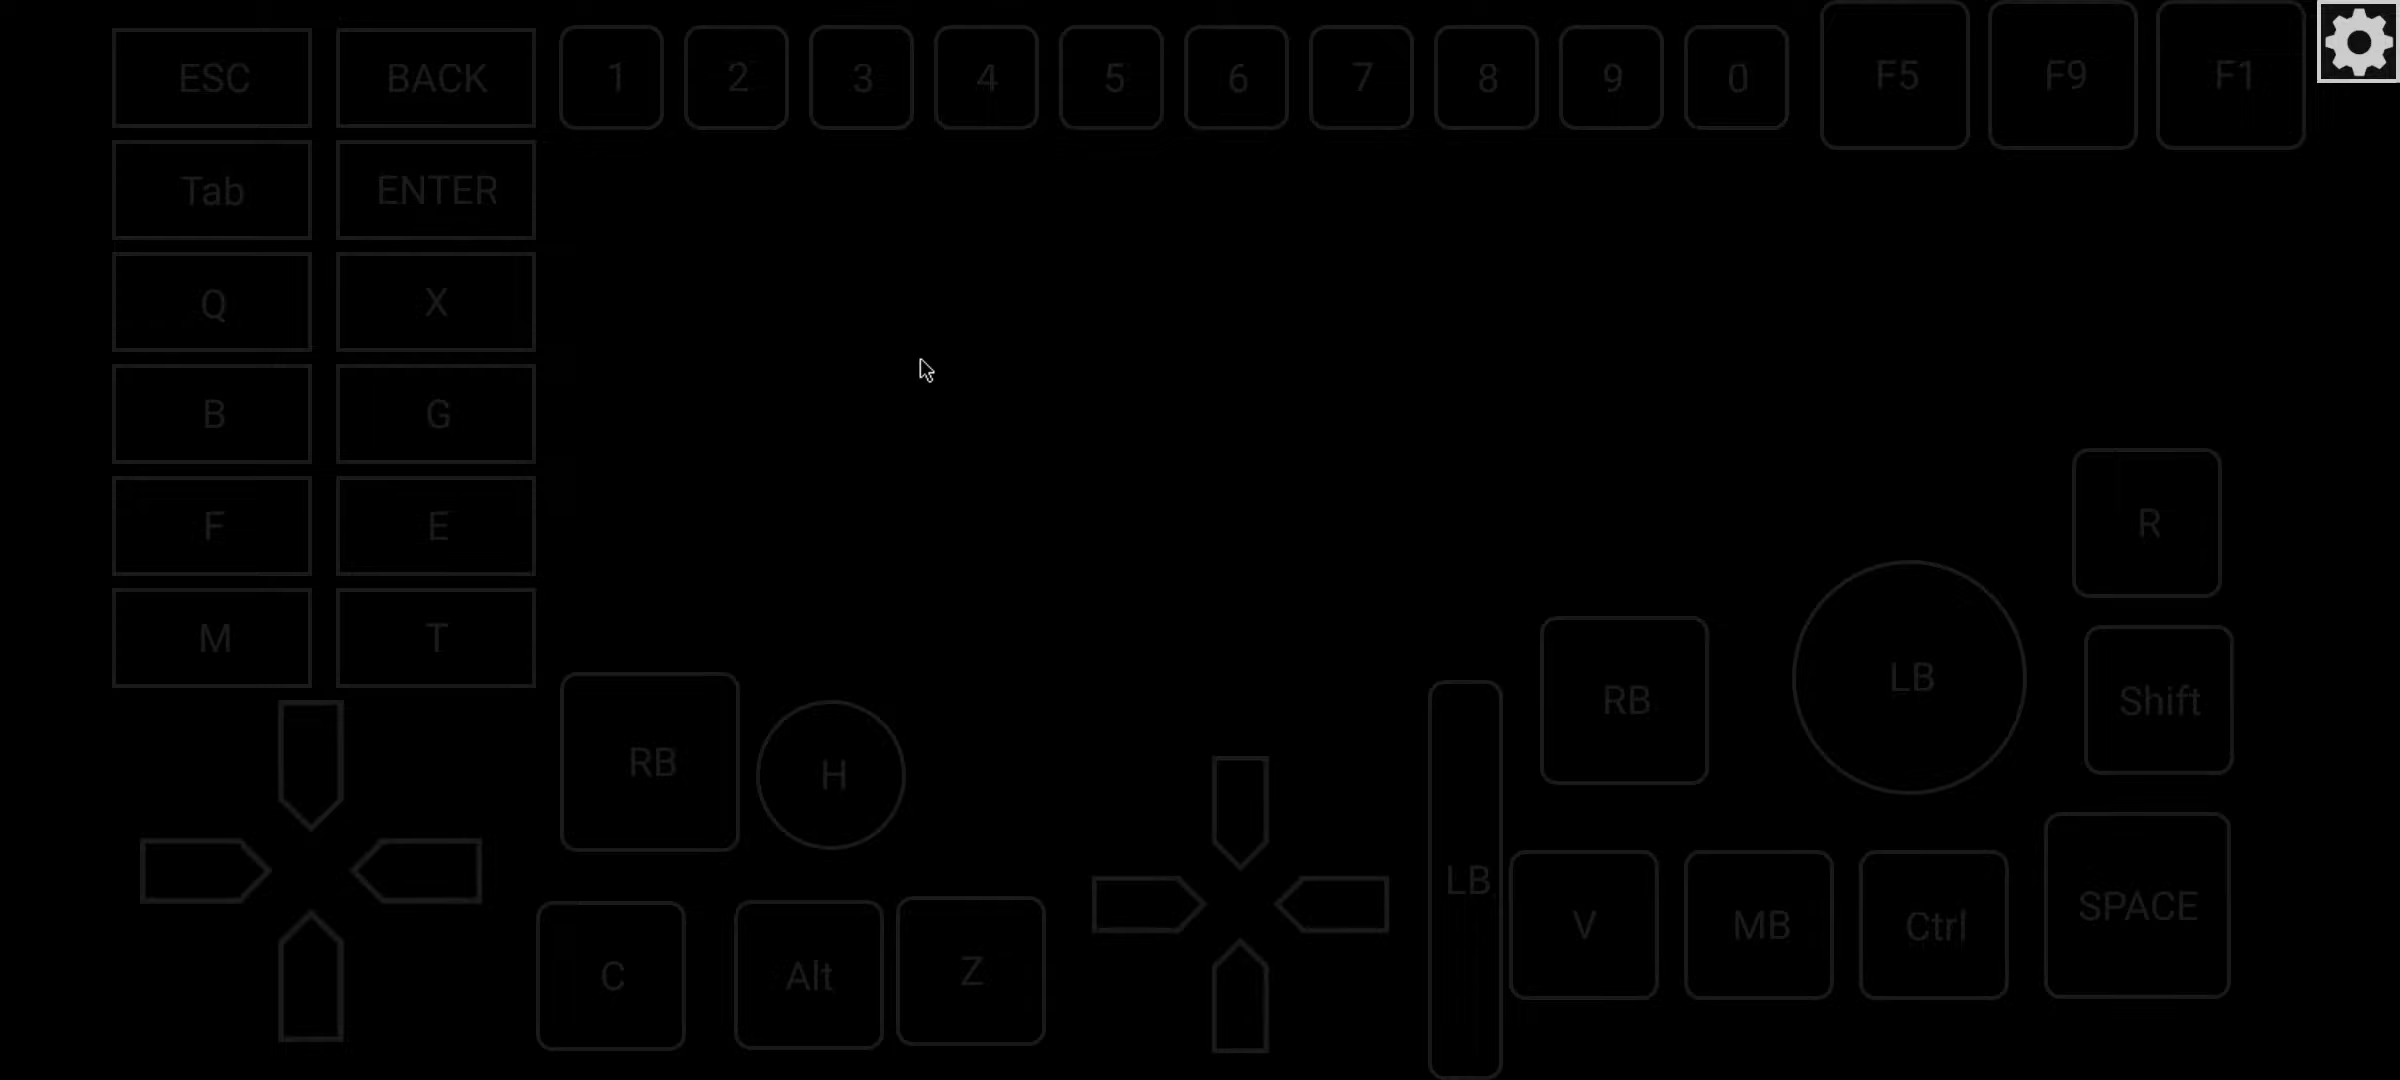 ESC BACK 1 2 3 4 5 6 7 8 9 0 F5 F9 F1
Tab ENTER
Q X
B G
F E R
M T
RB H RB LB Shift
LB
C Alt Z V MB Ctrl SPACE